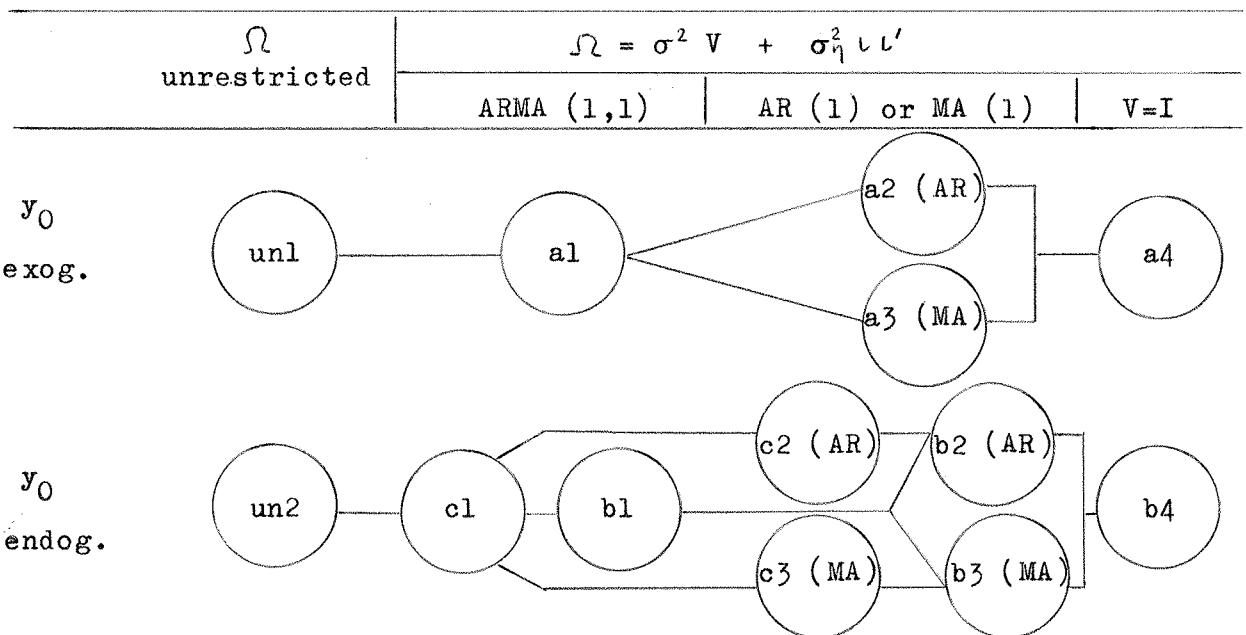 Ω Ω = σ² V + σ²η ι ι′
unrestricted
ARMA (1,1) AR (1) or MA (1) V=I
y0
exog.
un1 a1 a2 (AR) a4
a3 (MA)
y0
endog.
un2 c1 b1 c2 (AR) b2 (AR) b4
c3 (MA) b3 (MA)